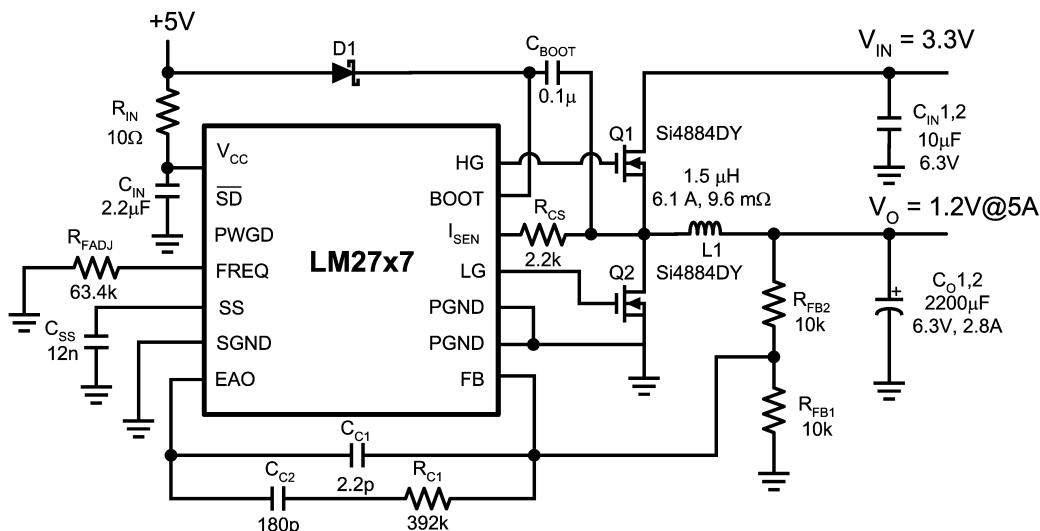 +5V
D1
C_BOOT
0.1μ
V_IN = 3.3V
R_IN
10Ω
C_IN1,2
10μF
6.3V
Q1
Si4884DY
V_CC
HG
C_IN
2.2μF
SD
BOOT
1.5 μH
6.1 A, 9.6 mΩ
R_CS
2.2k
V_O = 1.2V@5A
PWGD
I_SEN
L1
R_FADJ
63.4k
FREQ
LM27x7
LG
Q2
Si4884DY
C_O1,2
2200μF
6.3V, 2.8A
+
R_FB2
10k
SS
PGND
C_SS
12n
SGND
PGND
EAO
FB
R_FB1
10k
C_C1
2.2p
C_C2
180p
R_C1
392k